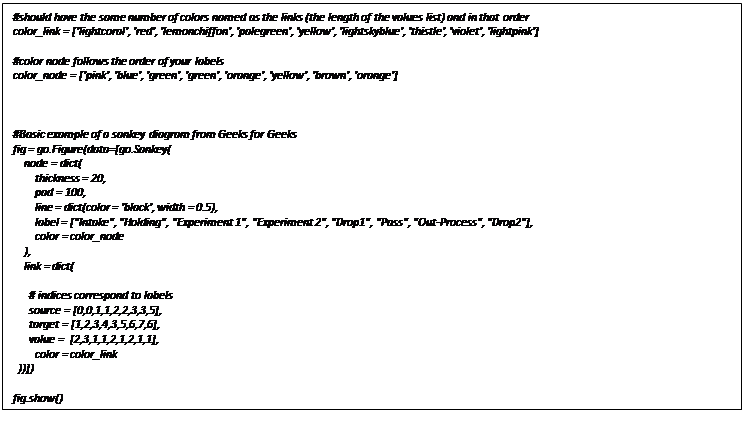 #should have the same number of colors named as the links (the length of the values list) and in that order
color_link = ["lightcoral", "red", "lemonchiffon", "palegreen", "yellow", "lightskyblue", "thistle", "violet", "lightpink"]
#color node follows the order of your labels
color_node = ["pink", "blue", "green", "green", "orange", "yellow", "brown", "orange"]
#Basic example of a sankey diagram from Geeks for Geeks
fig = go.Figure(data=[go.Sankey(
node = dict(
thickness = 20,
pad = 100,
line = dict(color = "black", width = 0.5),
label = ["Intake", "Holding", "Experiment 1", "Experiment 2", "Drop1", "Pass", "Out-Process", "Drop2"],
color = color_node
),
link = dict(
# indices correspond to labels
source = [0,0,1,1,2,2,3,3,5],
target = [1,2,3,4,3,5,6,7,6],
value = [2,3,1,1,2,1,2,1,1],
color = color_link
))])
fig.show()